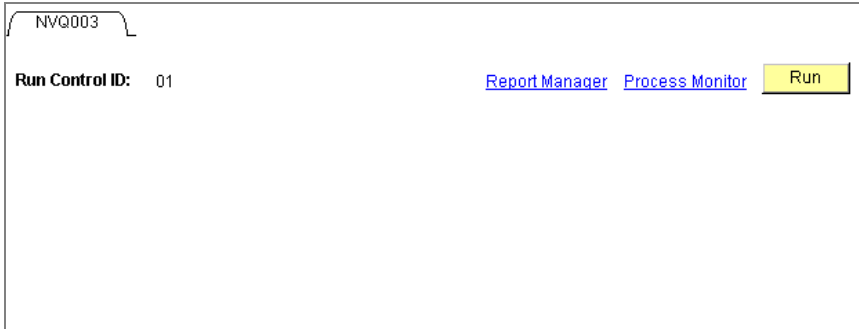 NVQ003
Run Control ID: 01 Report Manager Process Monitor Run